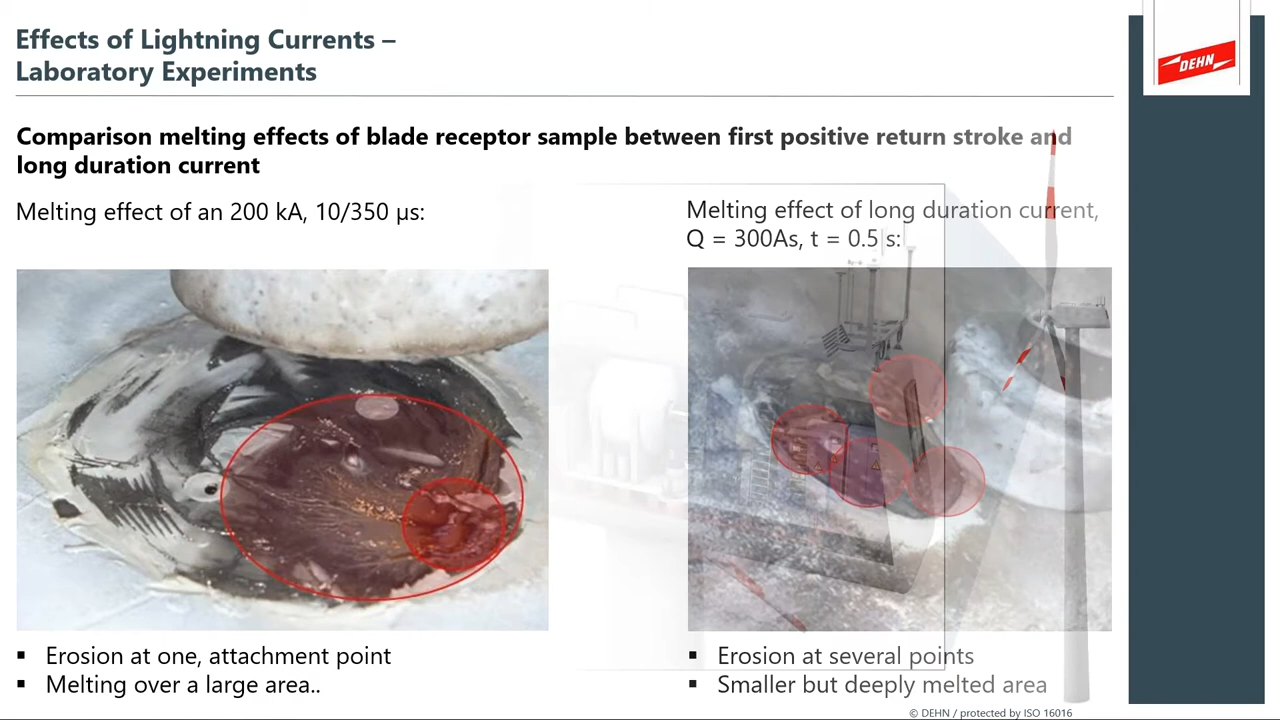 Effects of Lightning Currents –
Laboratory Experiments
DEHN
Comparison melting effects of blade receptor sample between first positive return stroke and
long duration current
Melting effect of an 200 kA, 10/350 µs:
Melting effect of long duration current,
Q = 300As, t = 0.5 s:
▪ Erosion at one, attachment point
▪ Melting over a large area..
▪ Erosion at several points
▪ Smaller but deeply melted area
© DEHN / protected by ISO 16016